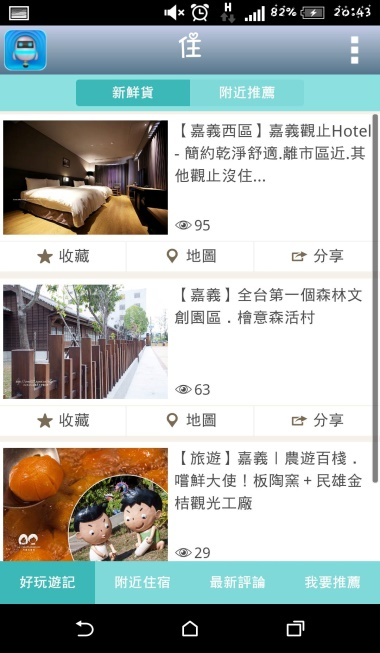 H
82%
20:43
住
新鮮貨
附近推薦
【嘉義西區】嘉義觀止Hotel
- 簡約乾淨舒適.離市區近.其
他觀止沒住...
95
收藏
地圖
分享
【嘉義】全台第一個森林文
創園區．檜意森活村
63
收藏
地圖
分享
【旅遊】嘉義∣農遊百棧．
嚐鮮大使！板陶窯＋民雄金
桔觀光工廠
29
好玩遊記
附近住宿
最新評論
我要推薦